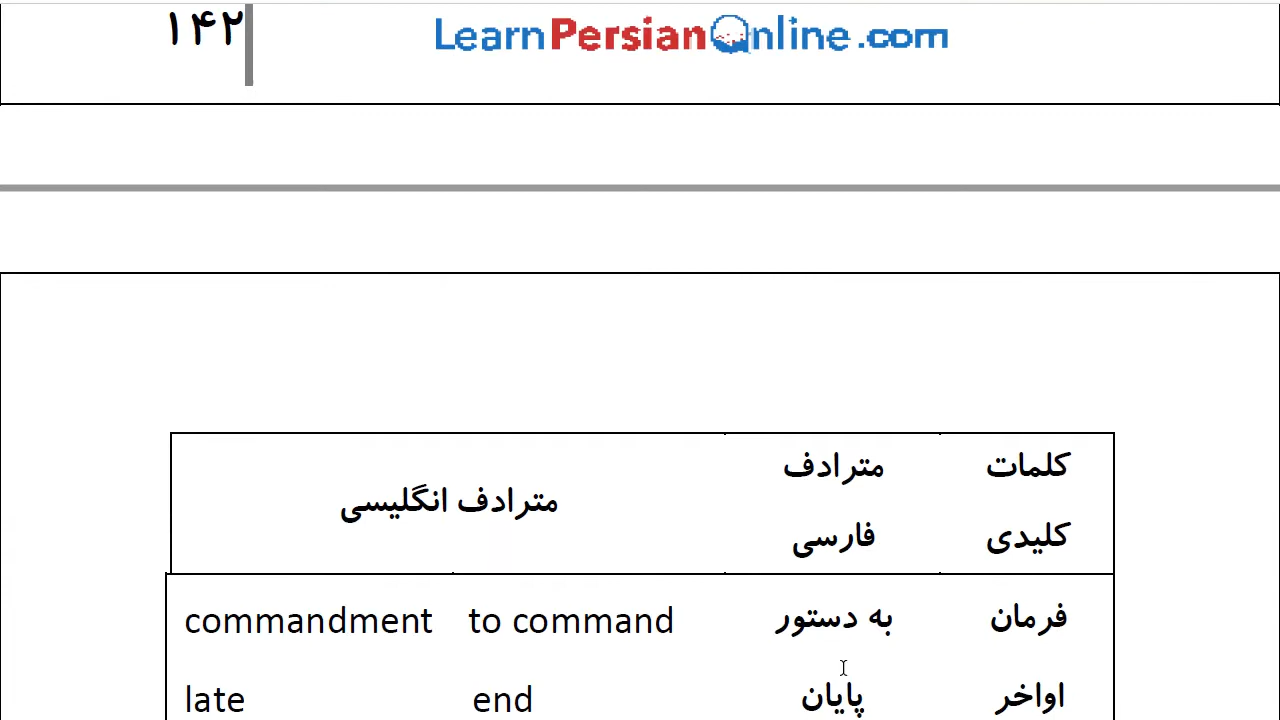 ۱۴۲
LearnPersianOnline.com
کلمات کلیدی
مترادف فارسی
مترادف انگلیسی
فرمان به دستور to command commandment
اواخر پایان end late